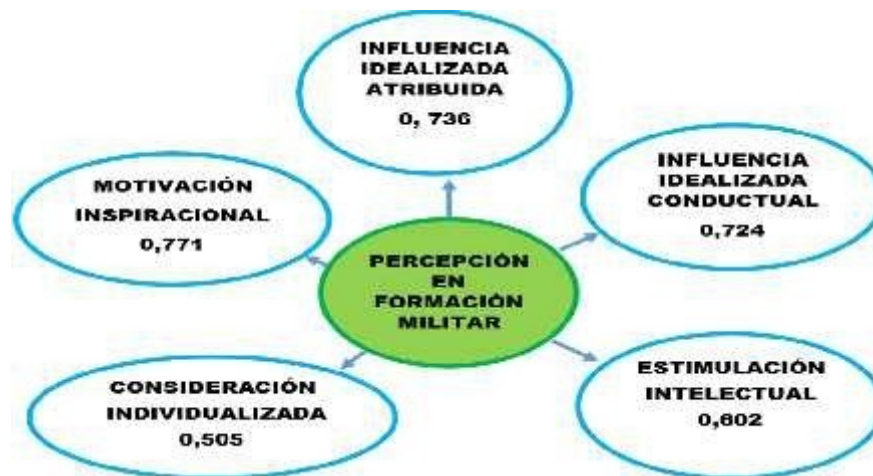 INFLUENCIA
IDEALIZADA
ATRIBUIDA
0, 736
MOTIVACIÓN
INSPIRACIONAL
0,771
INFLUENCIA
IDEALIZADA
CONDUCTUAL
0,724
PERCEPCIÓN
EN
FORMACIÓN
MILITAR
CONSIDERACIÓN
INDIVIDUALIZADA
0,505
ESTIMULACIÓN
INTELECTUAL
0,602